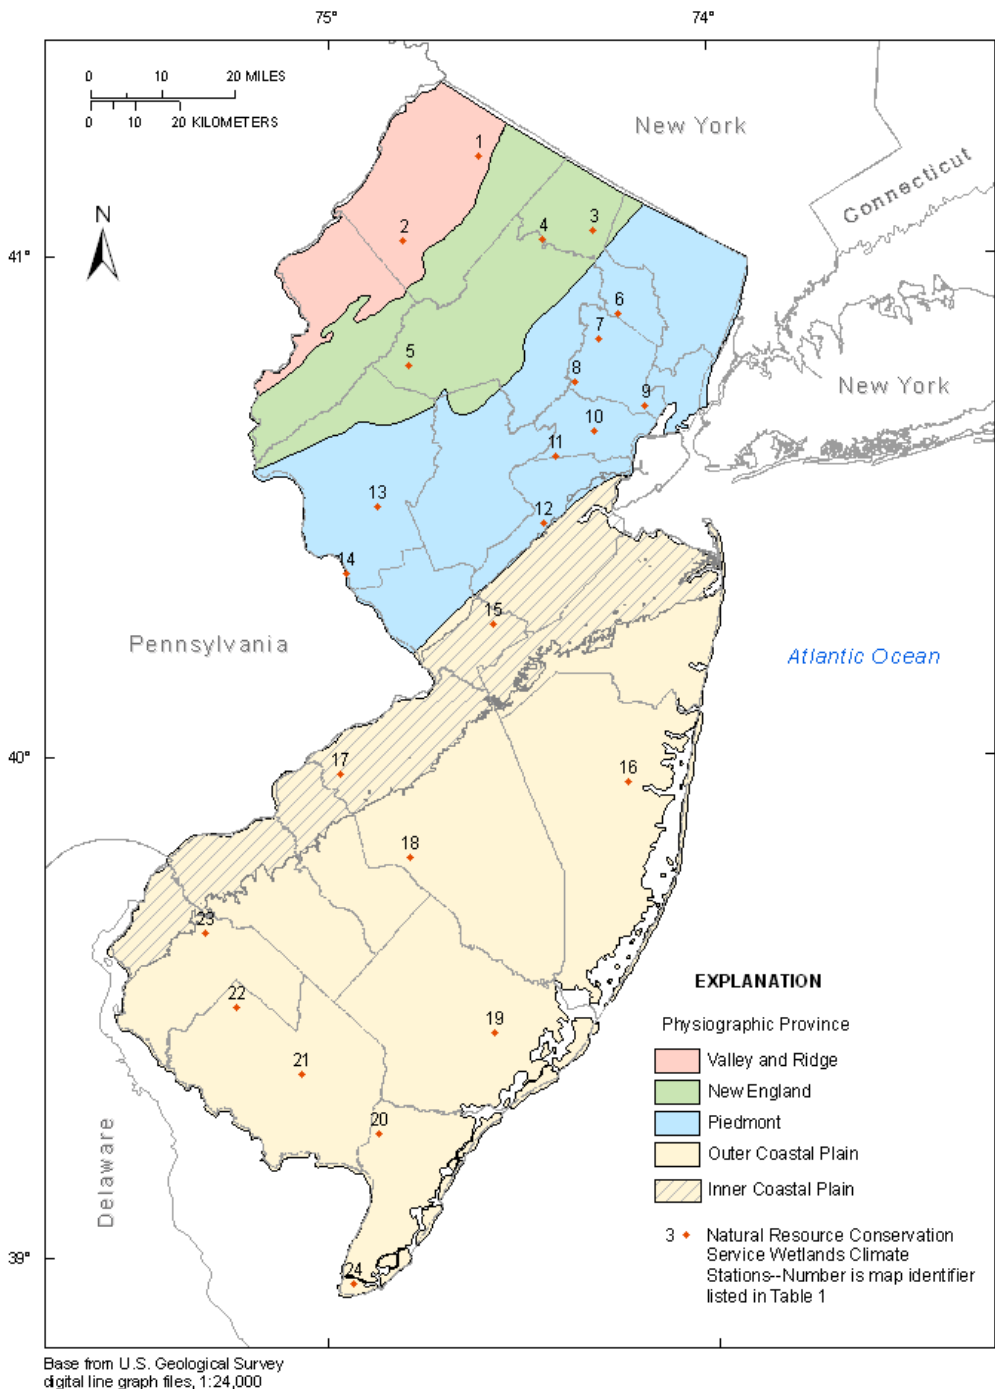 75°
74°
0 10 20 MILES
0 10 20 KILOMETERS
New York
Connecticut
N
1
2
4
3
41°
6
7
New York
5
8
9
10
11
13
12
14
15
Pennsylvania
Atlantic Ocean
40°
17
16
18
23
EXPLANATION
22
19
Physiographic Province
21
Valley and Ridge
New England
20
Piedmont
Delaware
Outer Coastal Plain
Inner Coastal Plain
3 Natural Resource Conservation
Service Wetlands Climate
Stations--Number is map identifier
listed in Table 1
39°
24
Base from U.S. Geological Survey
digital line graph files, 1:24,000